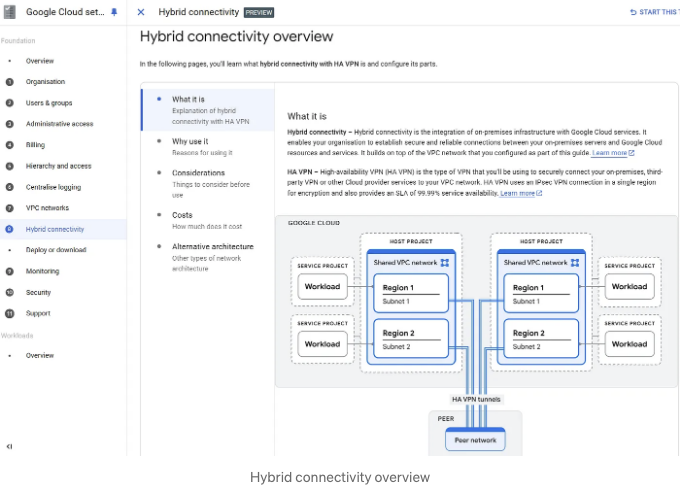 Google Cloud set...
Hybrid connectivity PREVIEW
START THIS T
Foundation
Overview
1 Organisation
2 Users & groups
3 Administrative access
4 Billing
5 Hierarchy and access
6 Centralise logging
7 VPC networks
8 Hybrid connectivity
Deploy or download
9 Monitoring
10 Security
11 Support
Workloads
Overview
Hybrid connectivity overview
In the following pages, you'll learn what hybrid connectivity with HA VPN is and configure its parts.
What it is
Explanation of hybrid
connectivity with HA VPN
Why use it
Reasons for using it
Considerations
Things to consider before
use
Costs
How much does it cost
Alternative architecture
Other types of network
architecture
What it is
Hybrid connectivity – Hybrid connectivity is the integration of on-premises infrastructure with Google Cloud services. It
enables your organisation to establish secure and reliable connections between your on-premises servers and Google Cloud
resources and services. It builds on top of the VPC network that you configured as part of this guide. Learn more
HA VPN – High-availability VPN (HA VPN) is the type of VPN that you'll be using to securely connect your on-premises, third-
party VPN or other Cloud provider services to your VPC network. HA VPN uses an IPsec VPN connection in a single region
for encryption and also provides an SLA of 99.99% service availability. Learn more
GOOGLE CLOUD
HOST PROJECT
Shared VPC network
Region 1
Subnet 1
Region 2
Subnet 2
SERVICE PROJECT
Workload
SERVICE PROJECT
Workload
HOST PROJECT
Shared VPC network
Region 1
Subnet 1
Region 2
Subnet 2
SERVICE PROJECT
Workload
SERVICE PROJECT
Workload
HA VPN tunnels
PEER
Peer network
Hybrid connectivity overview